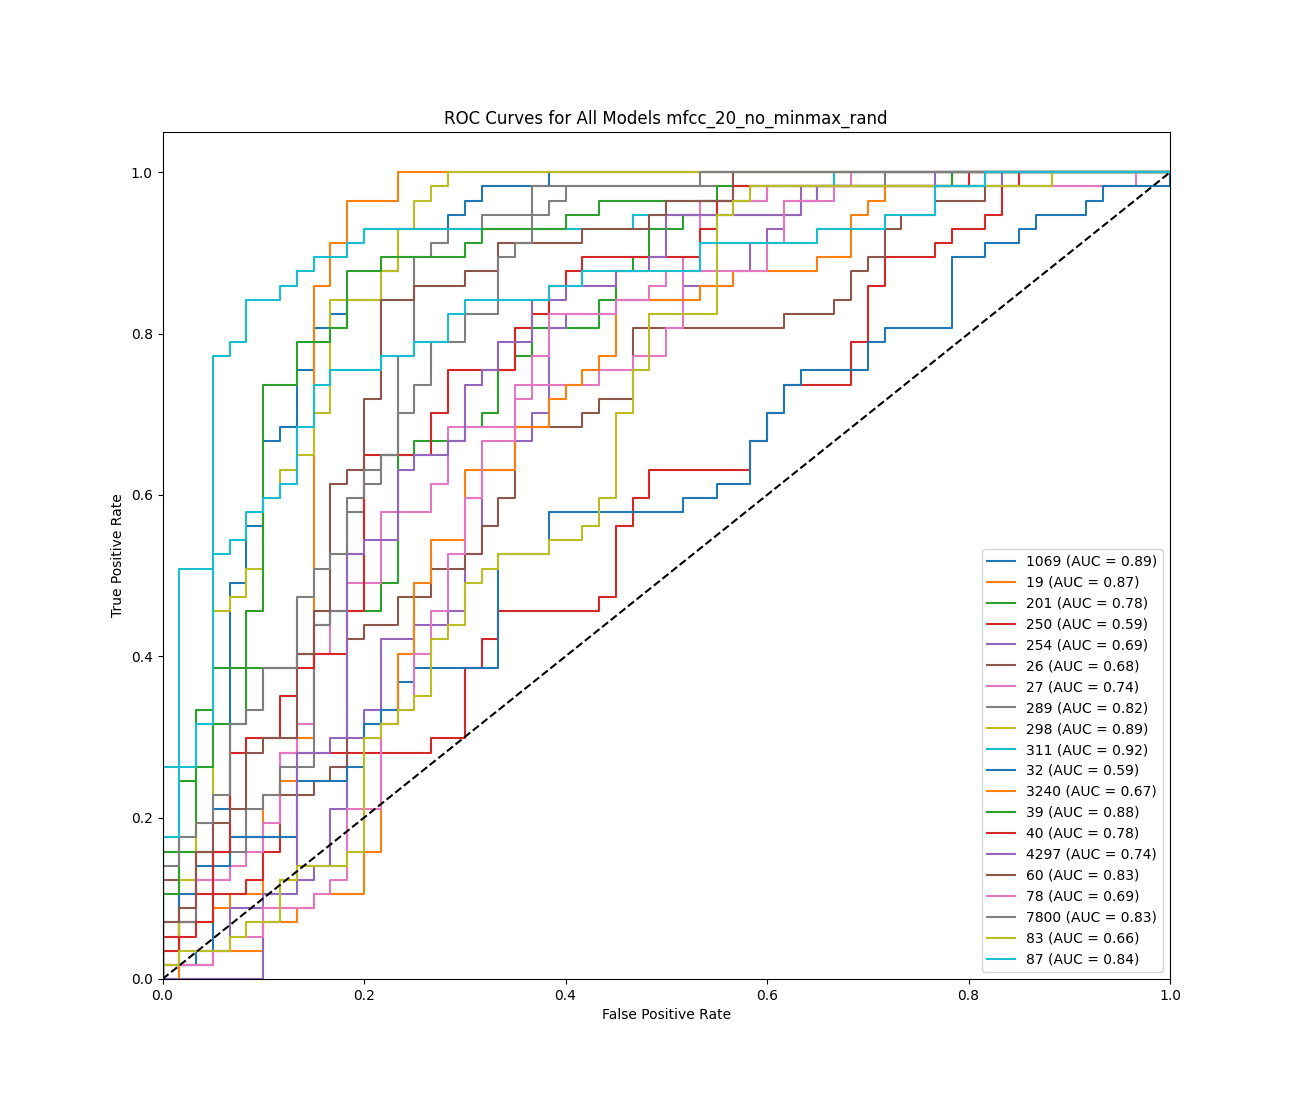 ROC Curves for All Models mfcc_20_no_minmax_rand
1.0
0.8
0.6
0.4
0.2
0.0
True Positive Rate
0.0 0.2 0.4 0.6 0.8 1.0
False Positive Rate
1069 (AUC = 0.89)
19 (AUC = 0.87)
201 (AUC = 0.78)
250 (AUC = 0.59)
254 (AUC = 0.69)
26 (AUC = 0.68)
27 (AUC = 0.74)
289 (AUC = 0.82)
298 (AUC = 0.89)
311 (AUC = 0.92)
32 (AUC = 0.59)
3240 (AUC = 0.67)
39 (AUC = 0.88)
40 (AUC = 0.78)
4297 (AUC = 0.74)
60 (AUC = 0.83)
78 (AUC = 0.69)
7800 (AUC = 0.83)
83 (AUC = 0.66)
87 (AUC = 0.84)